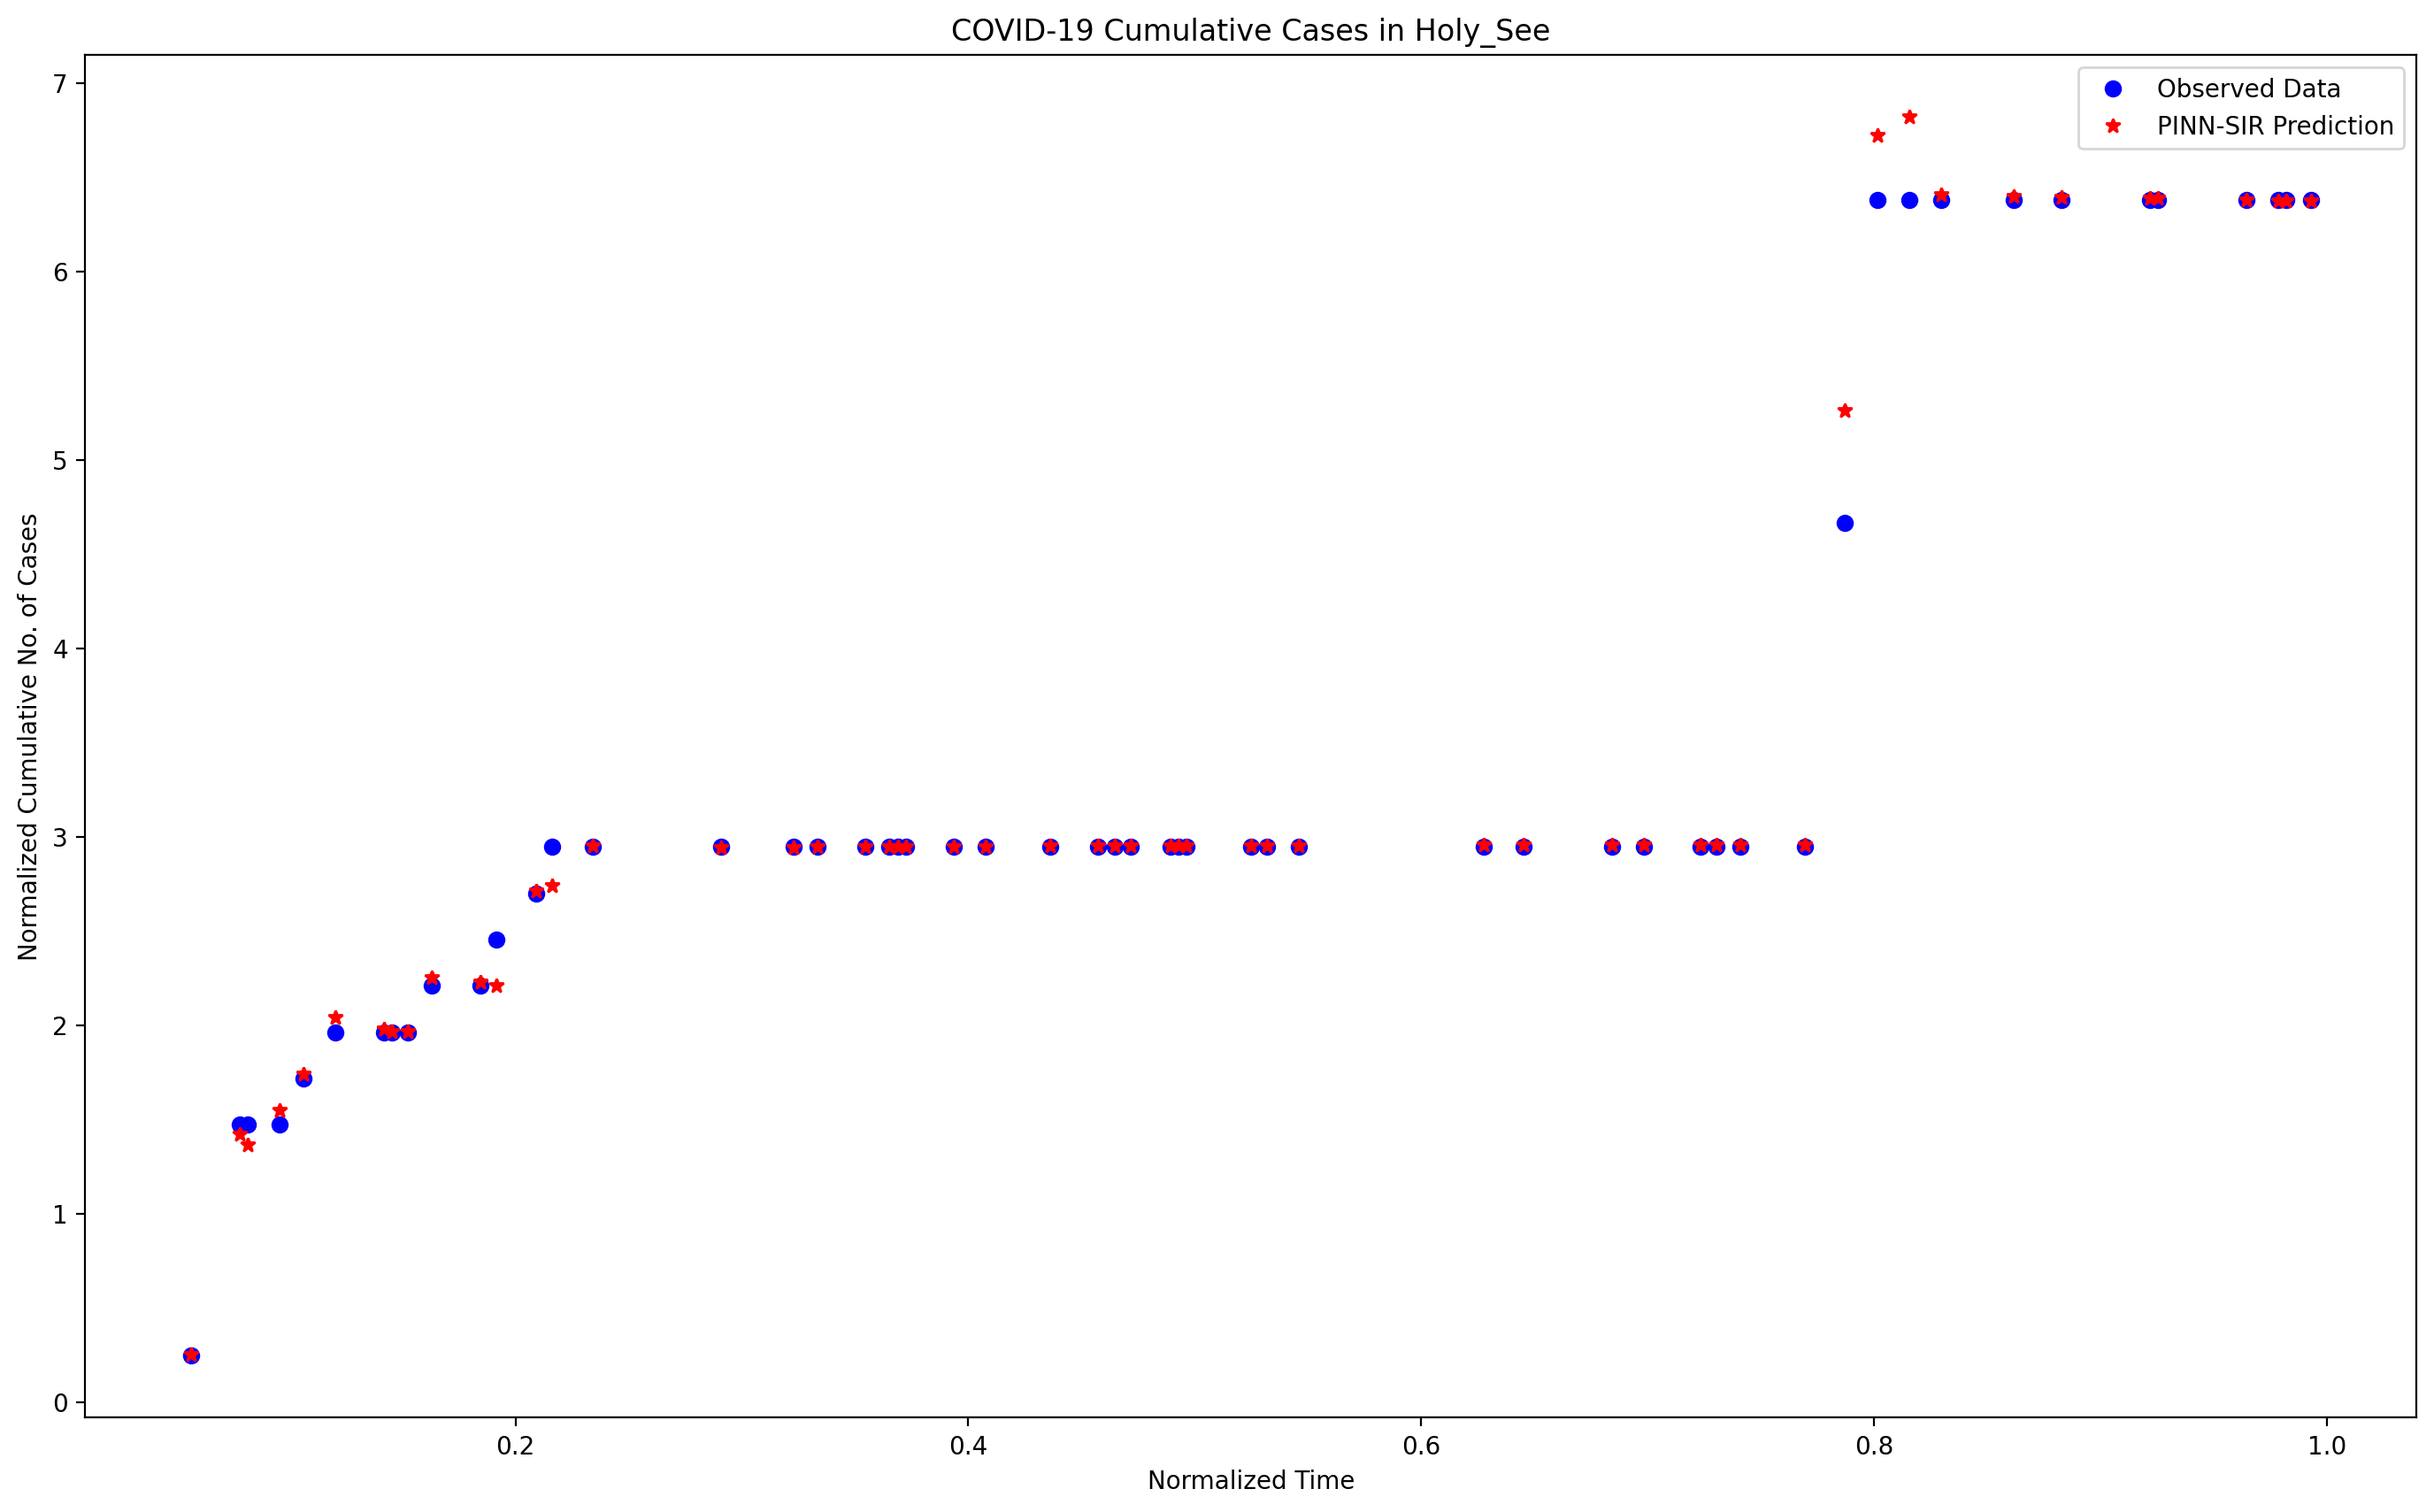 COVID-19 Cumulative Cases in Holy_See
Observed Data
PINN-SIR Prediction
Normalized Cumulative No. of Cases
7
6
5
4
3
2
1
0
0.2 0.4 0.6 0.8 1.0
Normalized Time